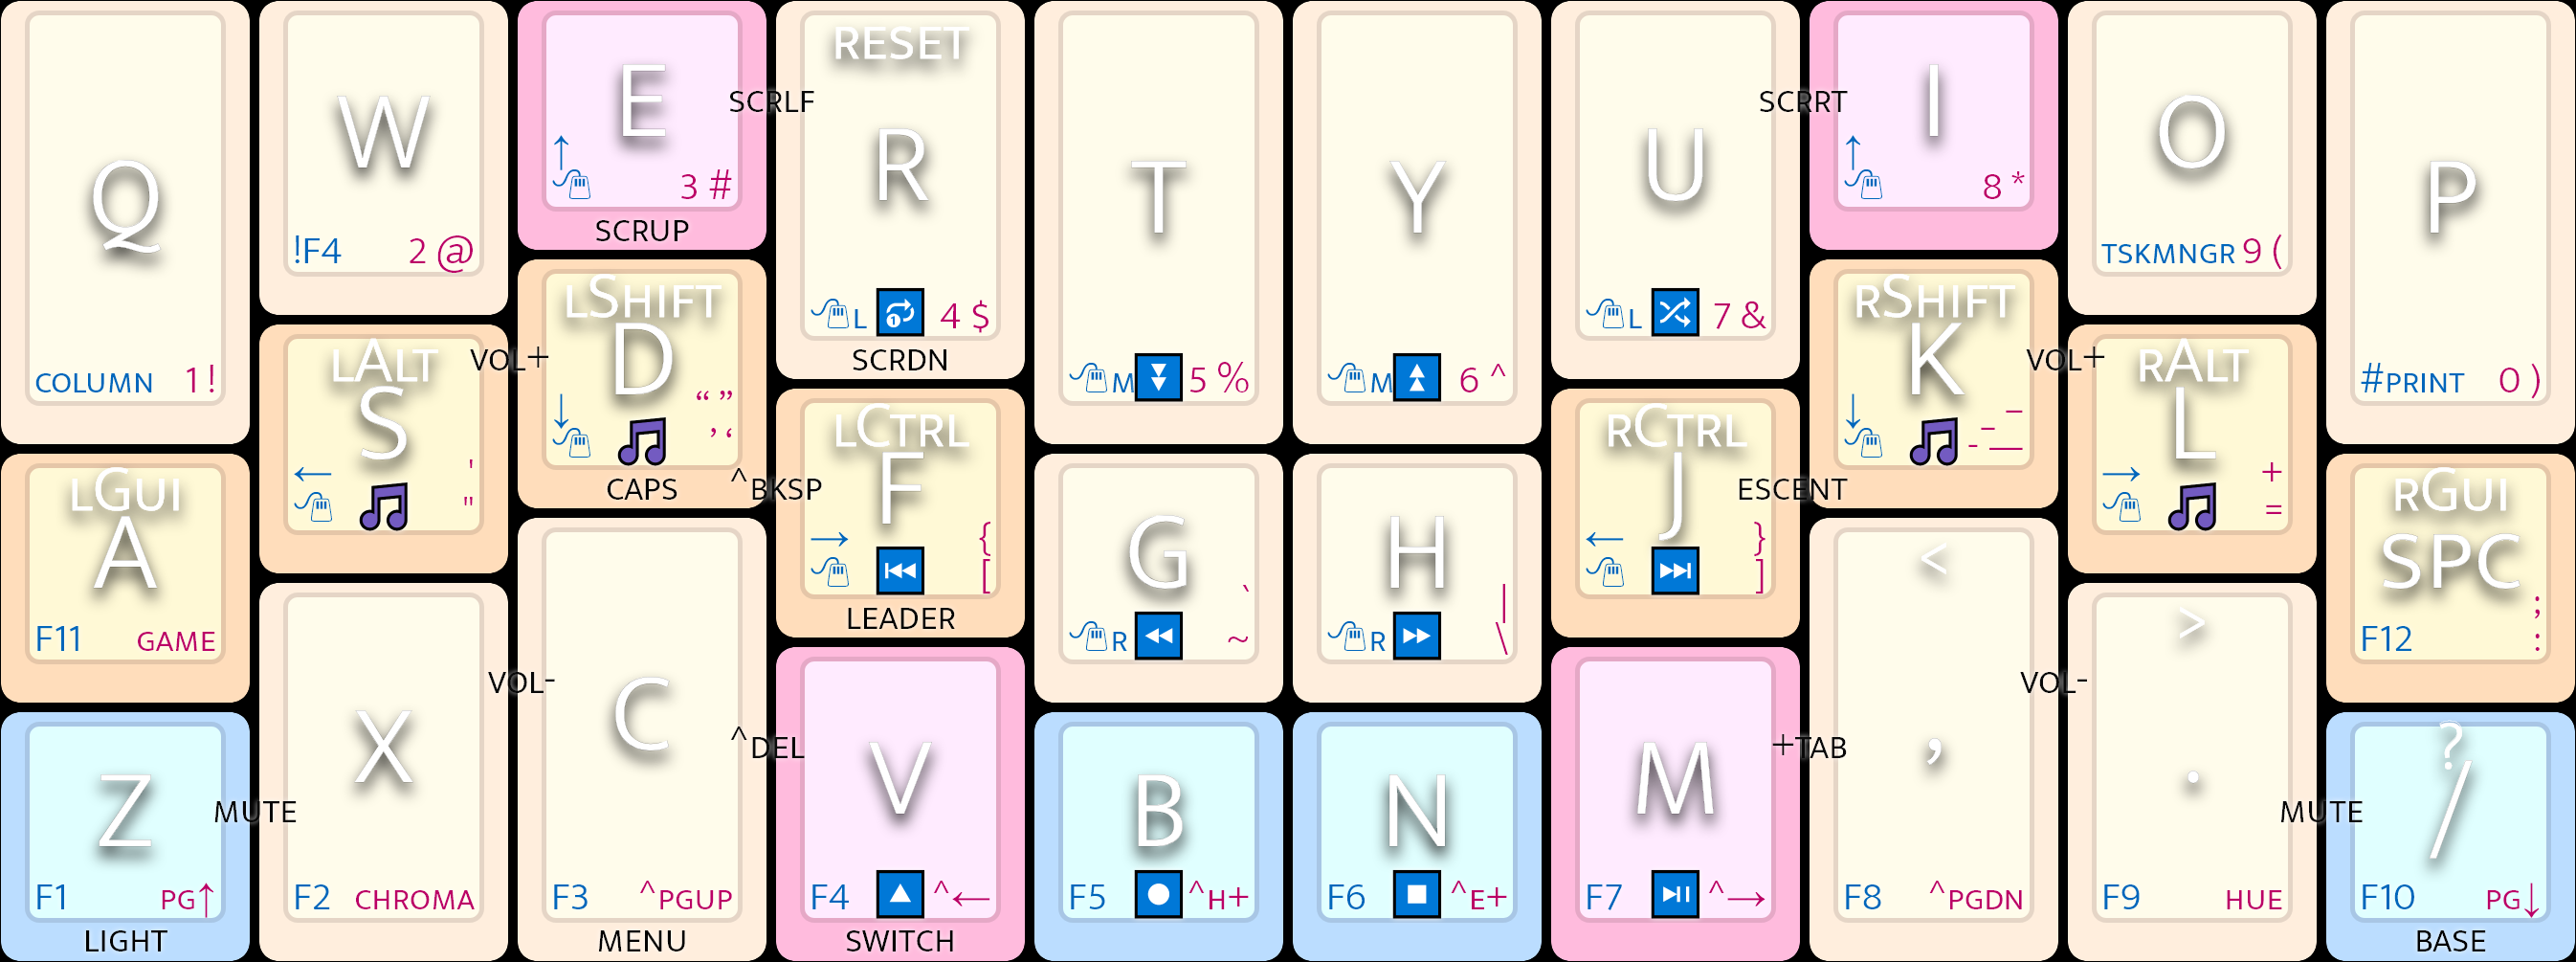 Q
COLUMN 1 !
W
!F4 2 @
E
↑
3 #
SCRUP
SCRLF
RESET
R
L 4 $
SCRDN
T
M 5 %
Y
M 6 ^
U
L 7 &
SCRRT
I
↑
8 *
O
TSKMNGR 9 (
P
#PRINT 0 )
LGUI
A
F11 GAME
LALT
S
← '
"
VOL+
LSHIFT
D
“ ”
↓ ’ ‘
CAPS
^BKSP
LCTRL
F
→ {
[
LEADER
G
`
R ~
H
|
R \
RCTRL
J
← }
]
ESCENT
RSHIFT
K
↓ –
- —
VOL+
RALT
L
→ +
=
RGUI
SPC
;
F12 :
Z
F1 PG↑
LIGHT
MUTE
X
F2 CHROMA
VOL-
C
F3 ^PGUP
MENU
^DEL
V
F4 ^←
SWITCH
B
F5 ^H+
N
F6 ^E+
M
F7 ^→
+TAB
<
,
F8 ^PGDN
VOL-
>
.
F9 HUE
MUTE
?
/
F10 PG↓
BASE